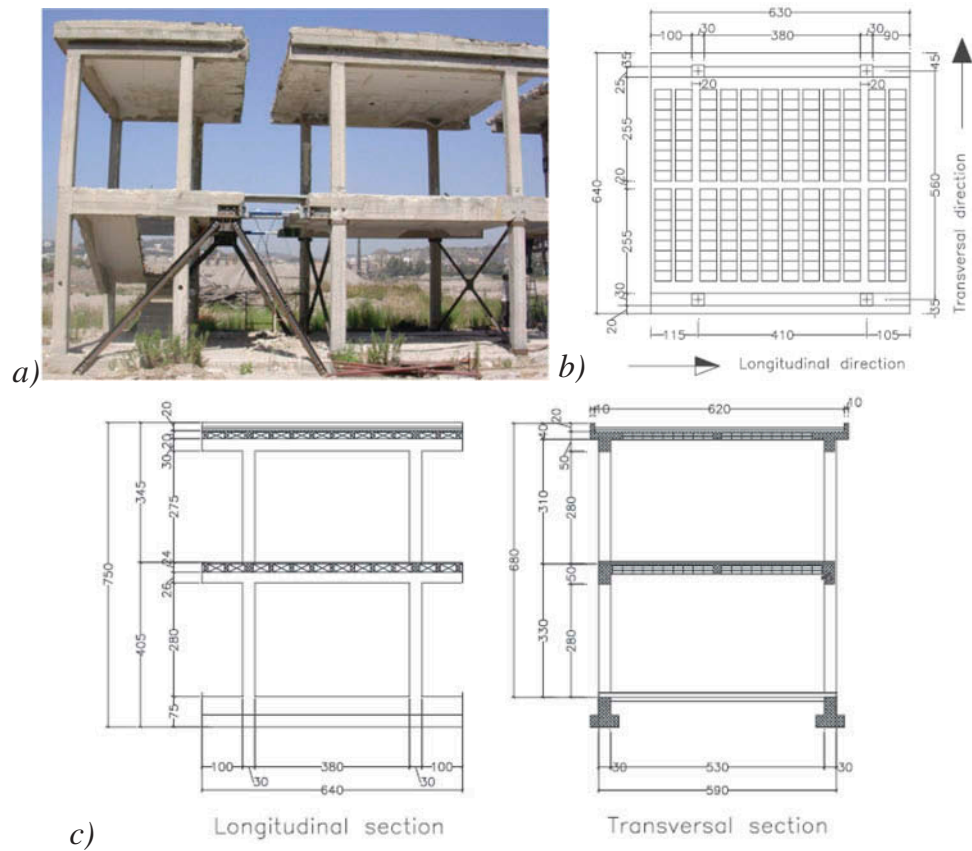 a)
b)
630
100 30 380 30 90
35 45
25 20 20
255
20
640 560
255
30
20 35
115 410 105
Longitudinal direction
Transversal direction
c)
20
20
30
345 275
24
750 26
405 280
75
100 380 100
30 30
640
Longitudinal section
10 620 10
20
40
50
310 280
680 50
330 280
30 530 30
590
Transversal section